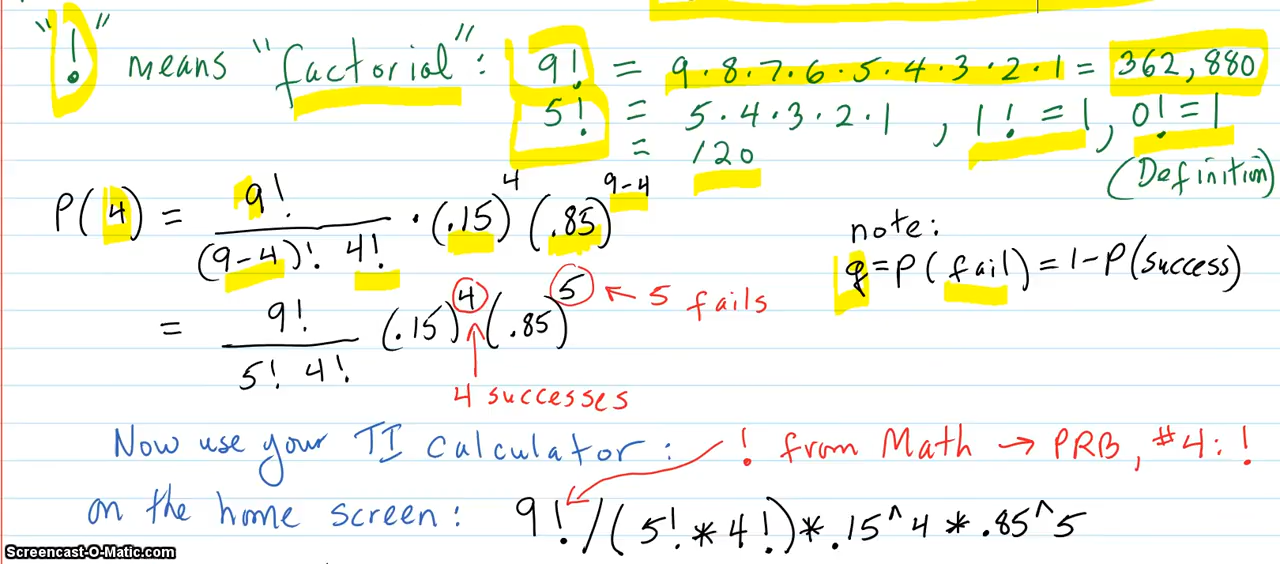 "!" means "factorial": 9! = 9·8·7·6·5·4·3·2·1 = 362,880
5! = 5·4·3·2·1, 1! = 1, 0! = 1
= 120 (Definition)
P(4) = 9! / (9-4)! 4! · (.15)^4 (.85)^9-4
note:
q = P(fail) = 1-P(success)
= 9! / 5! 4! (.15)^4 (.85)^5 ← 5 fails
4 successes
Now use your TI calculator: ! from Math → PRB, #4: !
on the home screen: 9!/(5!*4!)*.15^4*.85^5
Screencast-O-Matic.com